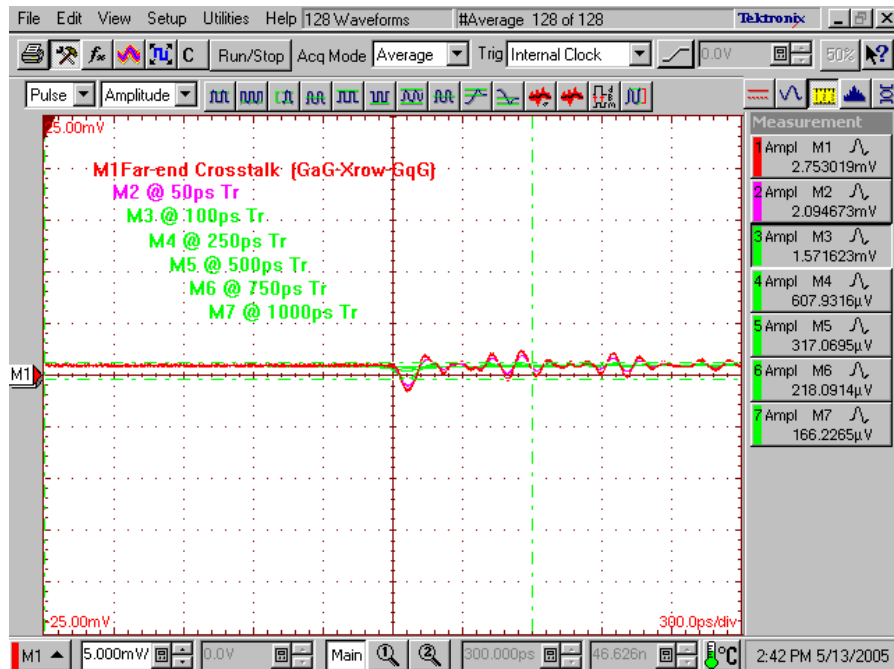 File Edit View Setup Utilities Help 128 Waveforms #Average 128 of 128 Tektronix
C Run/Stop Acq Mode Average Trig Internal Clock 0.0V 50%
Pulse Amplitude
25.00mV
M1Far-end Crosstalk (GaG-Xrow-GqG)
M2 @ 50ps Tr
M3 @ 100ps Tr
M4 @ 250ps Tr
M5 @ 500ps Tr
M6 @ 750ps Tr
M7 @ 1000ps Tr
M1
-25.00mV
300.0ps/div
Measurement
1 Ampl M1
2.753019mV
2 Ampl M2
2.094673mV
3 Ampl M3
1.571623mV
4 Ampl M4
607.9316µV
5 Ampl M5
317.0695µV
6 Ampl M6
218.0914µV
7 Ampl M7
166.2265µV
M1 5.000mV/ 0.0V Main 1 2 300.000ps 46.626n °C 2:42 PM 5/13/2005